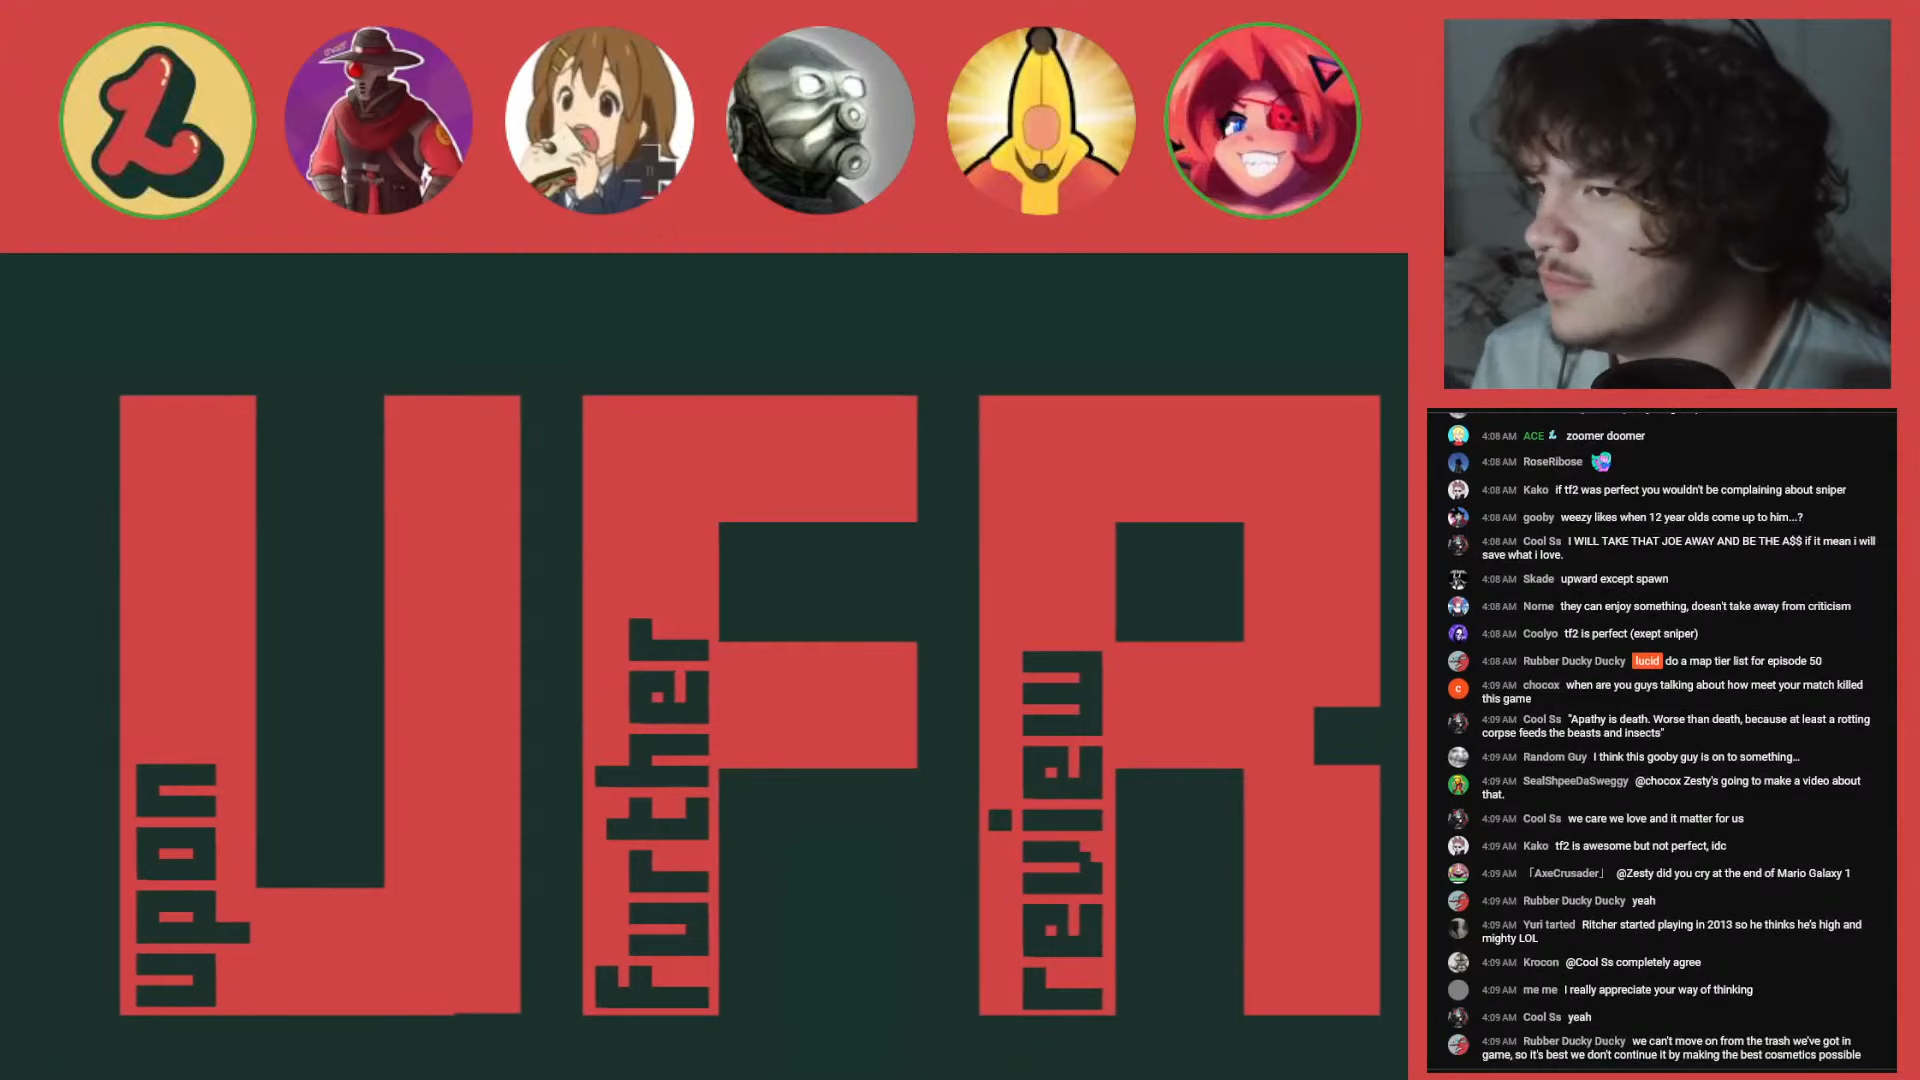 UFR
upon
further
review
4:08 AM ACE zoomer doomer
4:08 AM RoseRibose
4:08 AM Kako if tf2 was perfect you wouldn't be complaining about sniper
4:08 AM gooby weezy likes when 12 year olds come up to him...?
4:08 AM Cool Ss I WILL TAKE THAT JOE AWAY AND BE THE A$$ if it mean i will
save what i love.
4:08 AM Skade upward except spawn
4:08 AM Norne they can enjoy something, doesn't take away from criticism
4:08 AM Coolyo tf2 is perfect (exept sniper)
4:08 AM Rubber Ducky Ducky lucid do a map tier list for episode 50
4:09 AM chocox when are you guys talking about how meet your match killed
this game
4:09 AM Cool Ss "Apathy is death. Worse than death, because at least a rotting
corpse feeds the beasts and insects"
4:09 AM Random Guy I think this gooby guy is on to something...
4:09 AM SealShpeeDaSweggy @chocox Zesty's going to make a video about
that.
4:09 AM Cool Ss we care we love and it matter for us
4:09 AM Kako tf2 is awesome but not perfect, idc
4:09 AM 「AxeCrusader」 @Zesty did you cry at the end of Mario Galaxy 1
4:09 AM Rubber Ducky Ducky yeah
4:09 AM Yuri tarted Ritcher started playing in 2013 so he thinks he's high and
mighty LOL
4:09 AM Krocon @Cool Ss completely agree
4:09 AM me me I really appreciate your way of thinking
4:09 AM Cool Ss yeah
4:09 AM Rubber Ducky Ducky we can't move on from the trash we've got in
game, so it's best we don't continue it by making the best cosmetics possible